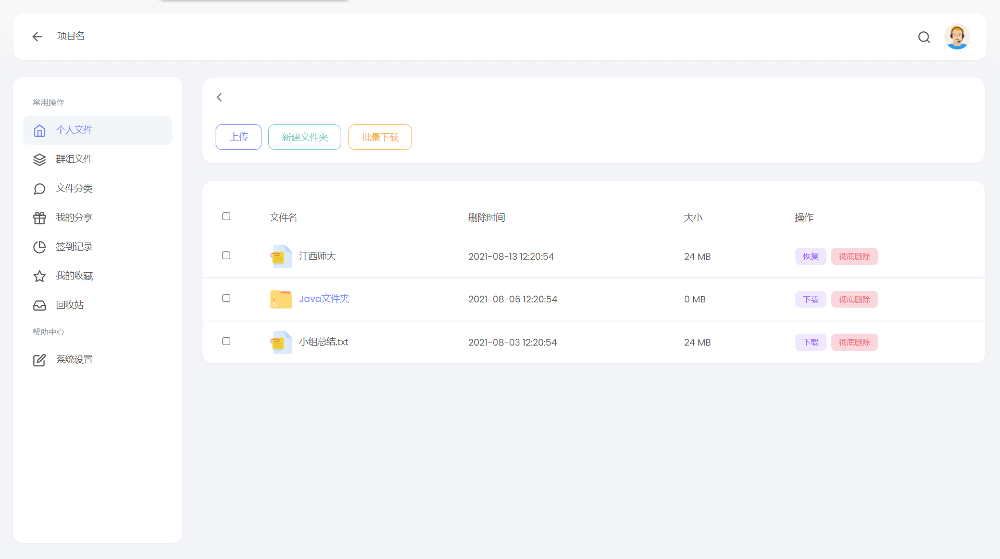 项目名
常用操作
个人文件
群组文件
文件分类
我的分享
签到记录
我的收藏
回收站
帮助中心
系统设置
上传 新建文件夹 批量下载
文件名 删除时间 大小 操作
江西师大 2021-08-13 12:20:54 24 MB 恢复 彻底删除
Java文件夹 2021-08-06 12:20:54 0 MB 下载 彻底删除
小组总结.txt 2021-08-03 12:20:54 24 MB 下载 彻底删除